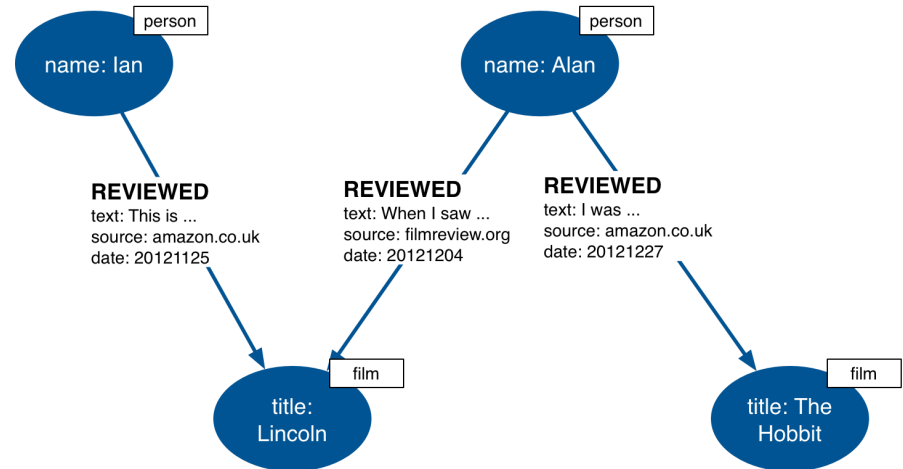 person
name: Ian
person
name: Alan
REVIEWED
text: This is ...
source: amazon.co.uk
date: 20121125
REVIEWED
text: When I saw ...
source: filmreview.org
date: 20121204
REVIEWED
text: I was ...
source: amazon.co.uk
date: 20121227
film
title:
Lincoln
film
title: The
Hobbit